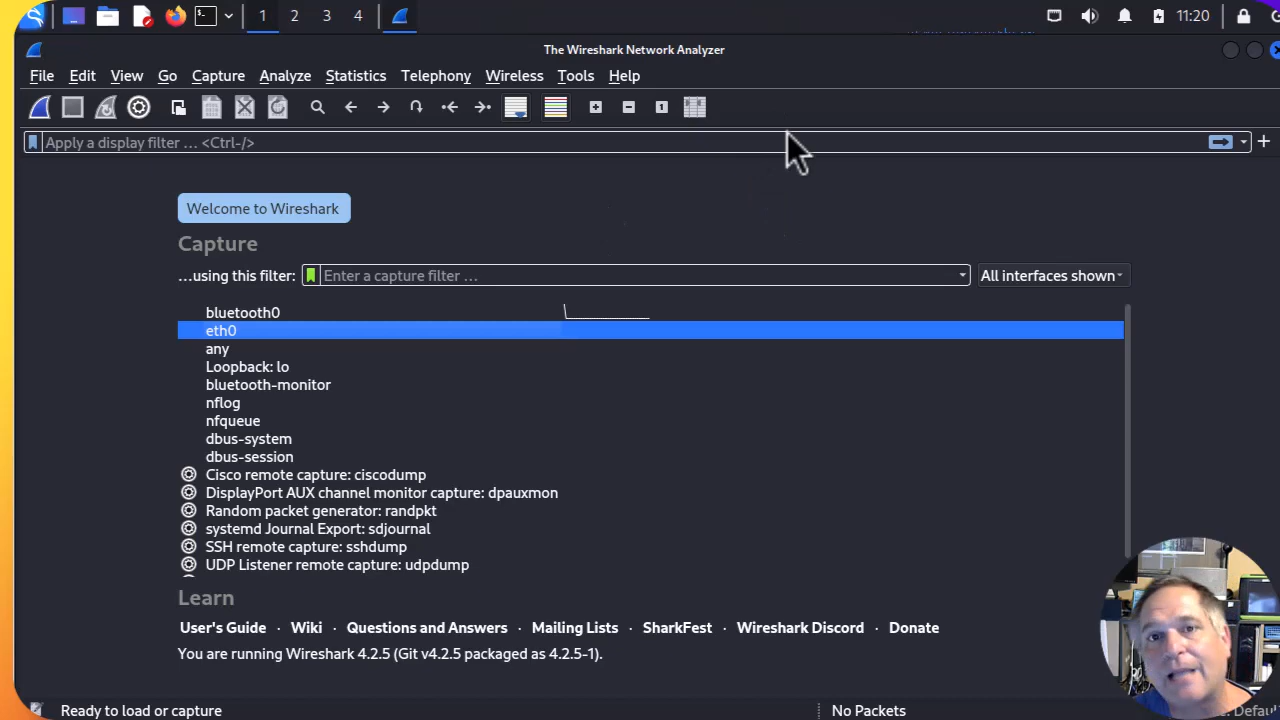 1 2 3 4 11:20
The Wireshark Network Analyzer
File Edit View Go Capture Analyze Statistics Telephony Wireless Tools Help
1
Apply a display filter … <Ctrl-/>
Welcome to Wireshark
Capture
…using this filter: Enter a capture filter … All interfaces shown
bluetooth0
eth0
any
Loopback: lo
bluetooth-monitor
nflog
nfqueue
dbus-system
dbus-session
Cisco remote capture: ciscodump
DisplayPort AUX channel monitor capture: dpauxmon
Random packet generator: randpkt
systemd Journal Export: sdjournal
SSH remote capture: sshdump
UDP Listener remote capture: udpdump
Learn
User's Guide · Wiki · Questions and Answers · Mailing Lists · SharkFest · Wireshark Discord · Donate
You are running Wireshark 4.2.5 (Git v4.2.5 packaged as 4.2.5-1).
Ready to load or capture No Packets